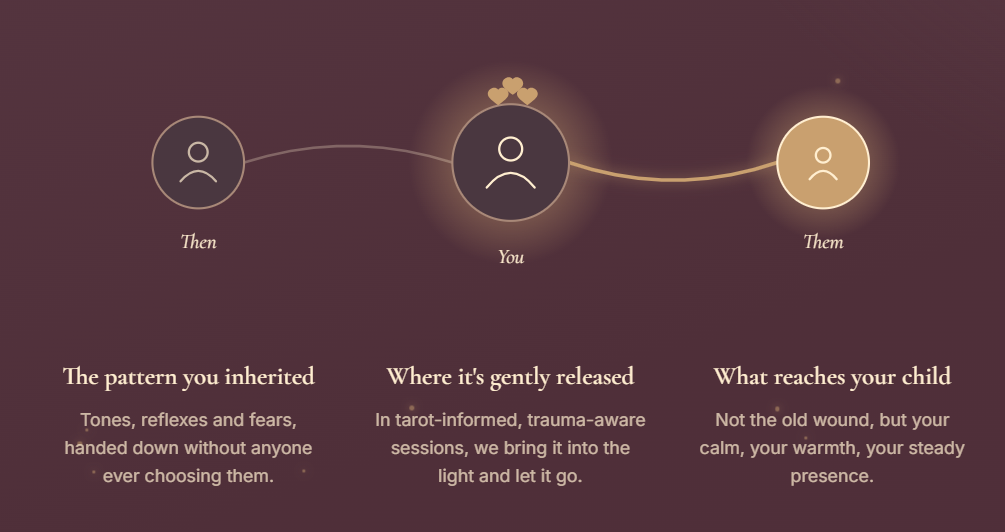 Then
You
Them
The pattern you inherited
Tones, reflexes and fears,
handed down without anyone
ever choosing them.
Where it's gently released
In tarot-informed, trauma-aware
sessions, we bring it into the
light and let it go.
What reaches your child
Not the old wound, but your
calm, your warmth, your steady
presence.